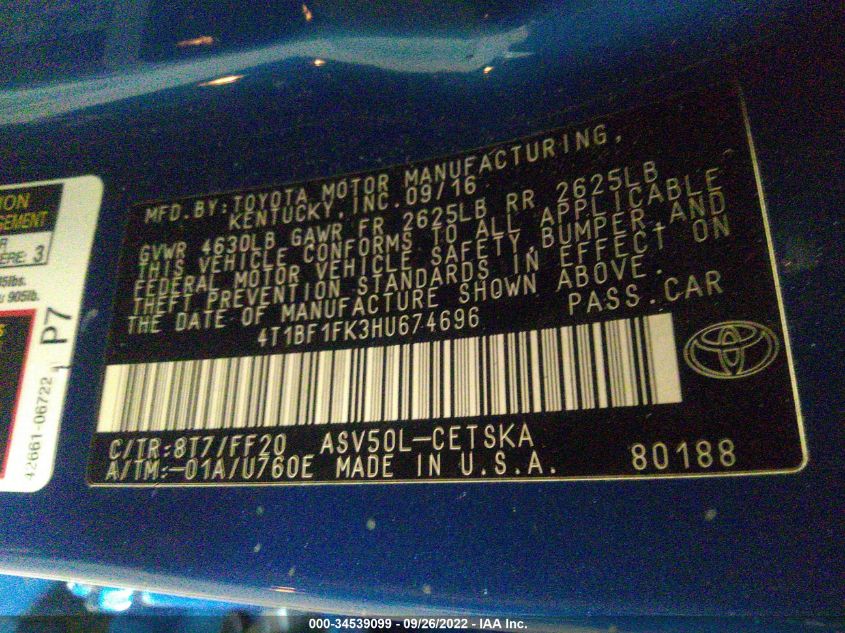 MFD.BY:TOYOTA MOTOR MANUFACTURING,
KENTUCKY,INC.09/16
GVWR 4630LB GAWR FR 2625LB RR 2625LB
THIS VEHICLE CONFORMS TO ALL APPLICABLE
FEDERAL MOTOR VEHICLE SAFETY,BUMPER,AND
THEFT PREVENTION STANDARDS IN EFFECT ON
THE DATE OF MANUFACTURE SHOWN ABOVE.
4T1BF1FK3HU674696 PASS.CAR
C/TR:8T7/FF20 ASV50L-CETSKA
A/TM:-01A/U760E MADE IN U.S.A. 80188
3
905lb.
P7
42661-06722
000-34539099 - 09/26/2022 - IAA Inc.